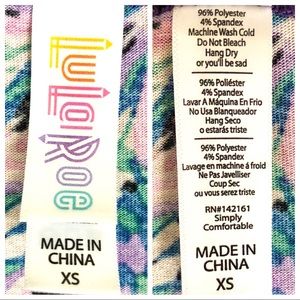 LuLaRoe
MADE IN
CHINA
XS
96% Polyester
4% Spandex
Machine Wash Cold
Do Not Bleach
Hang Dry
or you'll be sad
96% Poliéster
4% Spandex
Lavar A Máquina En Frio
No Usa Blanqueador
Hang Seco
o estarás triste
96% Polyester
4% Spandex
Lavage en machine á froid
Ne Pas Javelliser
Coup Sec
ou vous serez triste
RN#142161
Simply
Comfortable
MADE IN
CHINA
XS